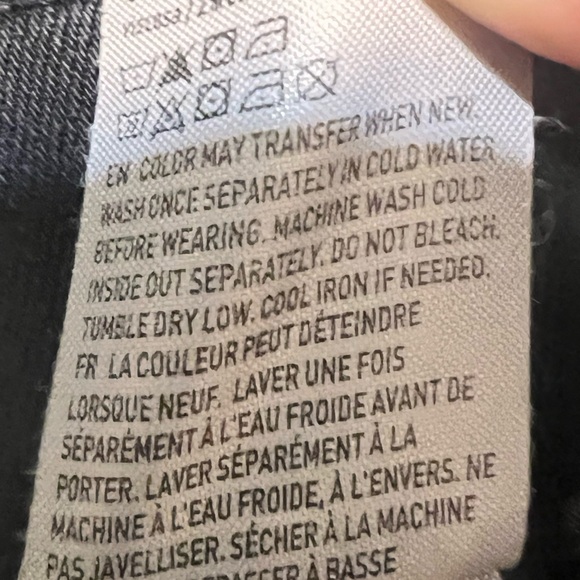 EN COLOR MAY TRANSFER WHEN NEW.
WASH ONCE SEPARATELY IN COLD WATER
BEFORE WEARING. MACHINE WASH COLD
INSIDE OUT SEPARATELY. DO NOT BLEACH.
TUMBLE DRY LOW. COOL IRON IF NEEDED.
FR LA COULEUR PEUT DÉTEINDRE
LORSQUE NEUF. LAVER UNE FOIS
SÉPARÉMENT À L'EAU FROIDE AVANT DE
PORTER. LAVER SÉPARÉMENT À LA
MACHINE À L'EAU FROIDE, À L'ENVERS. NE
PAS JAVELLISER. SÉCHER À LA MACHINE
À BASSE